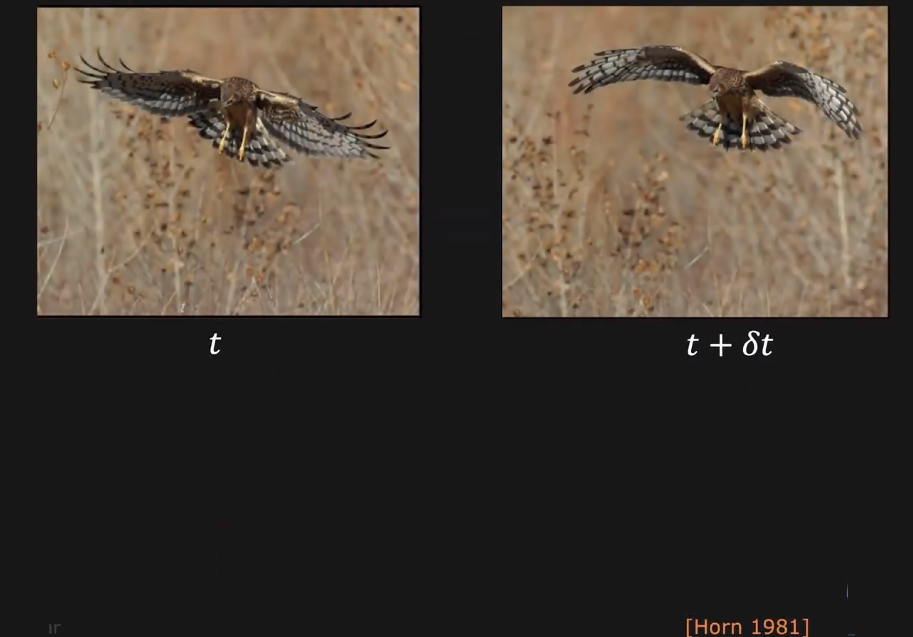 t
t + δt
[Horn 1981]